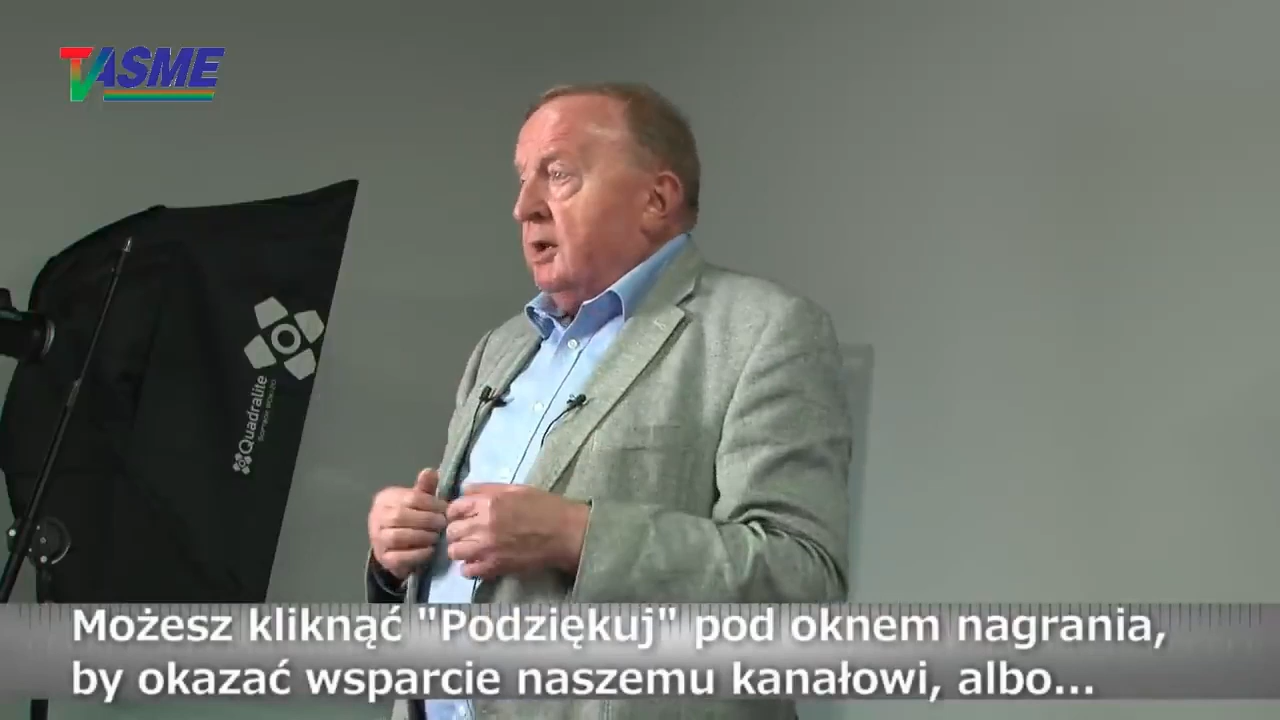 TVASME
Quadralite
Możesz kliknąć "Podziękuj" pod oknem nagrania,
by okazać wsparcie naszemu kanałowi, albo...